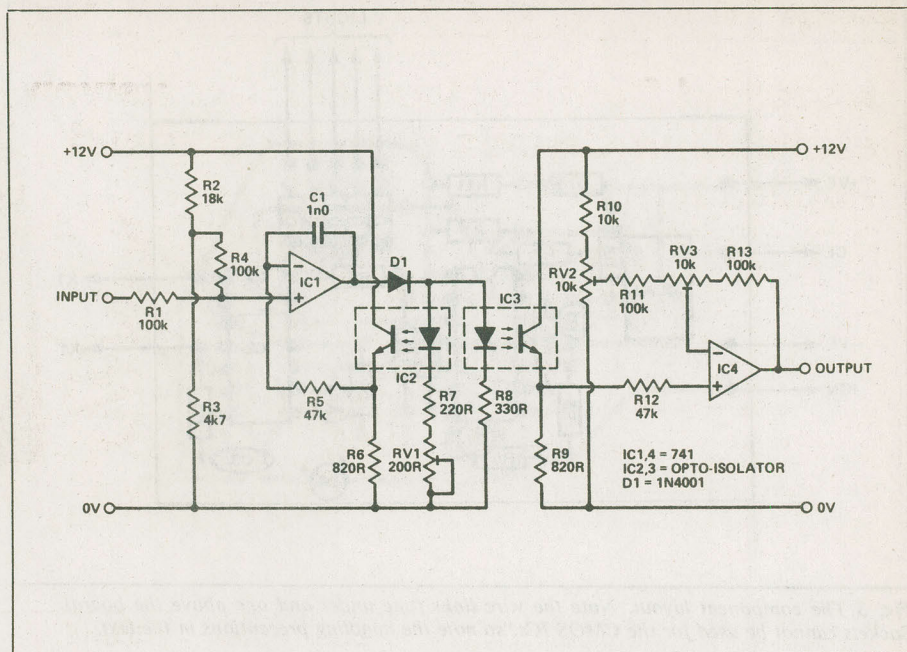 +12V
R2
18k
C1
1n0
R4
100k
IC1
D1
INPUT
R1
100k
IC2
R5
47k
R3
4k7
R6
820R
R7
220R
RV1
200R
0V
IC3
R8
330R
R9
820R
R10
10k
RV2
10k
R11
100k
RV3
10k
R13
100k
IC4
R12
47k
+12V
OUTPUT
0V
IC1,4 = 741
IC2,3 = OPTO-ISOLATOR
D1 = 1N4001